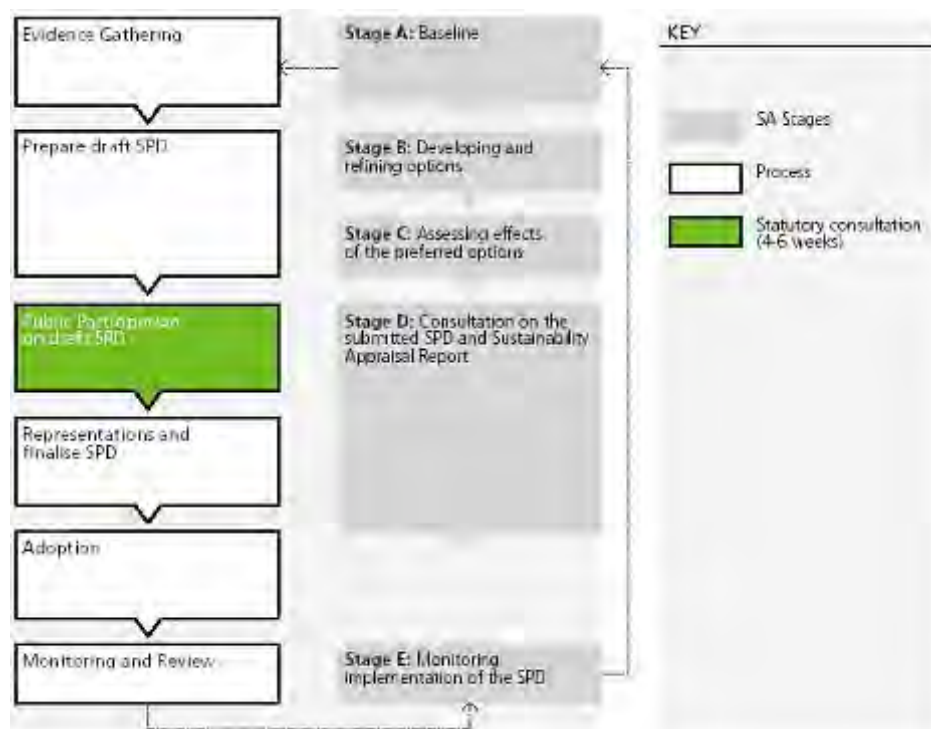 Evidence Gathering
Prepare draft SPD
Public Participation
on draft SPD
Representations and
finalise SPD
Adoption
Monitoring and Review
Stage A: Baseline
Stage B: Developing and
refining options
Stage C: Assessing effects
of the preferred options
Stage D: Consultation on the
submitted SPD and Sustainability
Appraisal Report
Stage E: Monitoring
implementation of the SPD
KEY
SA Stages
Process
Statutory consultation
(4-6 weeks)